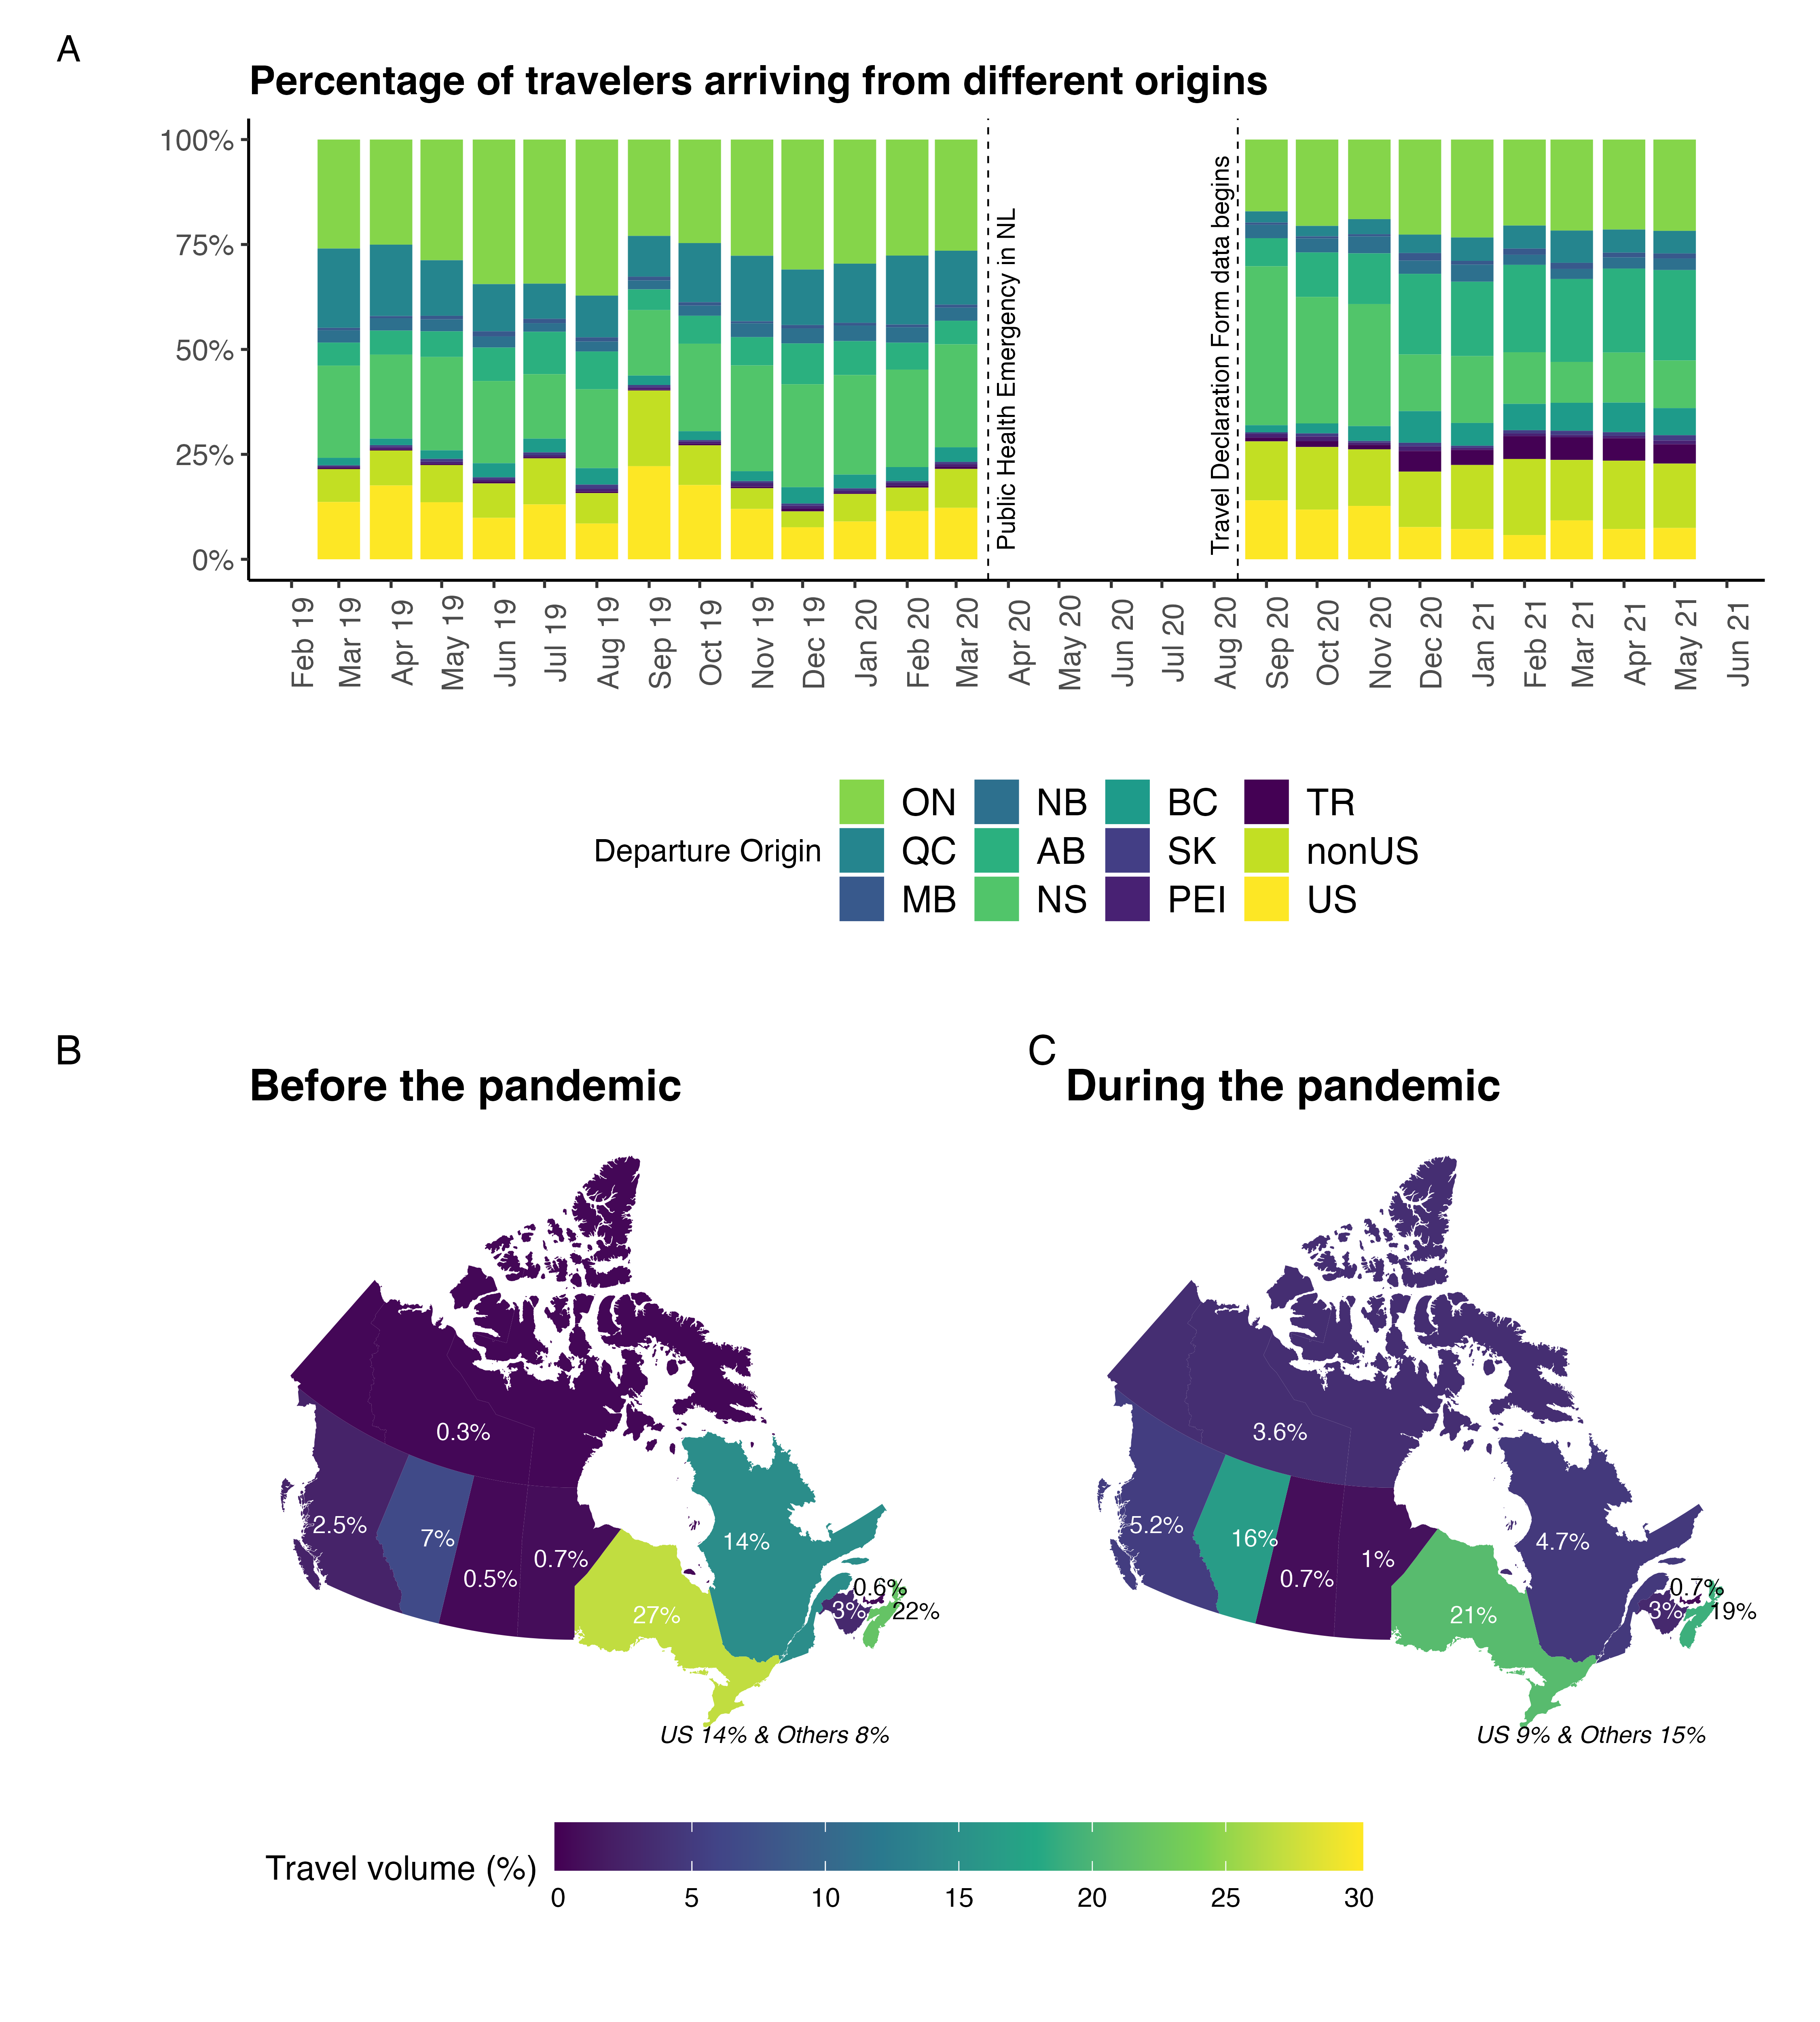 A
Percentage of travelers arriving from different origins
100%
75%
50%
25%
0%
Public Health Emergency in NL
Travel Declaration Form data begins
Feb 19
Mar 19
Apr 19
May 19
Jun 19
Jul 19
Aug 19
Sep 19
Oct 19
Nov 19
Dec 19
Jan 20
Feb 20
Mar 20
Apr 20
May 20
Jun 20
Jul 20
Aug 20
Sep 20
Oct 20
Nov 20
Dec 20
Jan 21
Feb 21
Mar 21
Apr 21
May 21
Jun 21
Departure Origin
ON NB BC TR
QC AB SK nonUS
MB NS PEI US
B
Before the pandemic
0.3%
2.5%
7%
0.5%
0.7%
27%
14%
0.6%
3%
22%
US 14% & Others 8%
C
During the pandemic
3.6%
5.2%
16%
0.7%
1%
21%
4.7%
0.7%
3%
19%
US 9% & Others 15%
Travel volume (%)
0 5 10 15 20 25 30